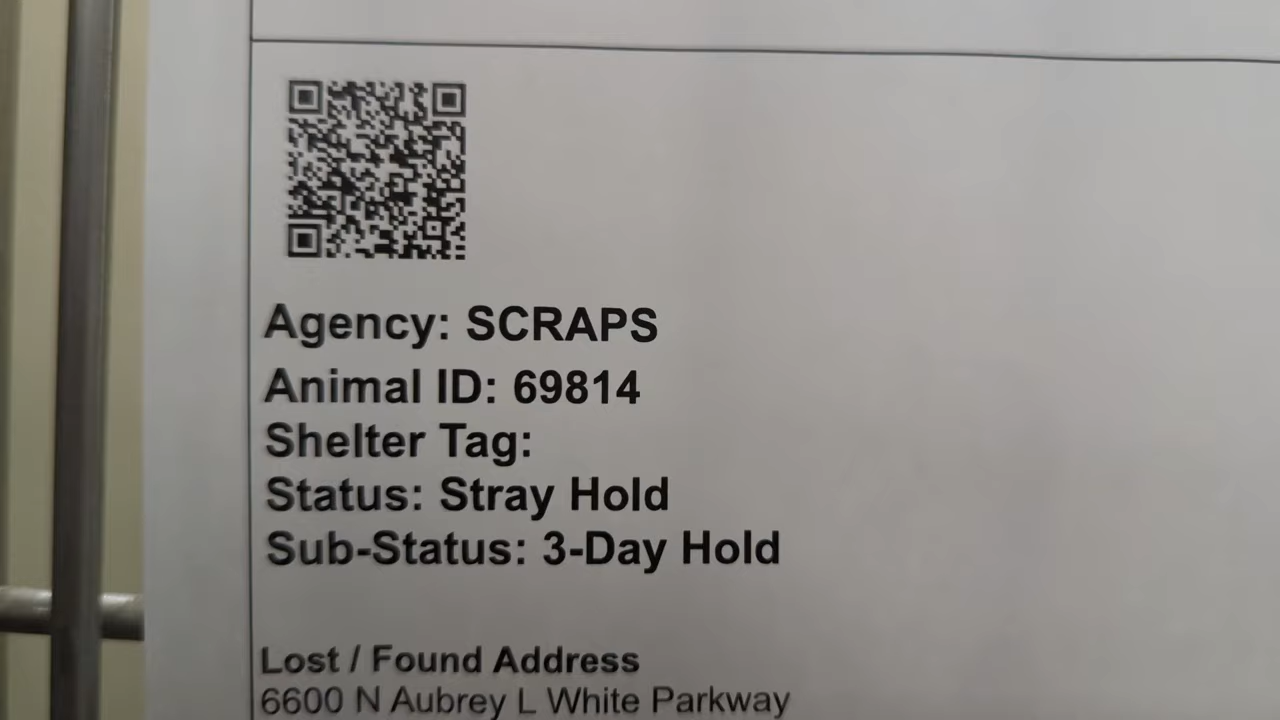 Agency: SCRAPS
Animal ID: 69814
Shelter Tag:
Status: Stray Hold
Sub-Status: 3-Day Hold
Lost / Found Address
6600 N Aubrey L White Parkway